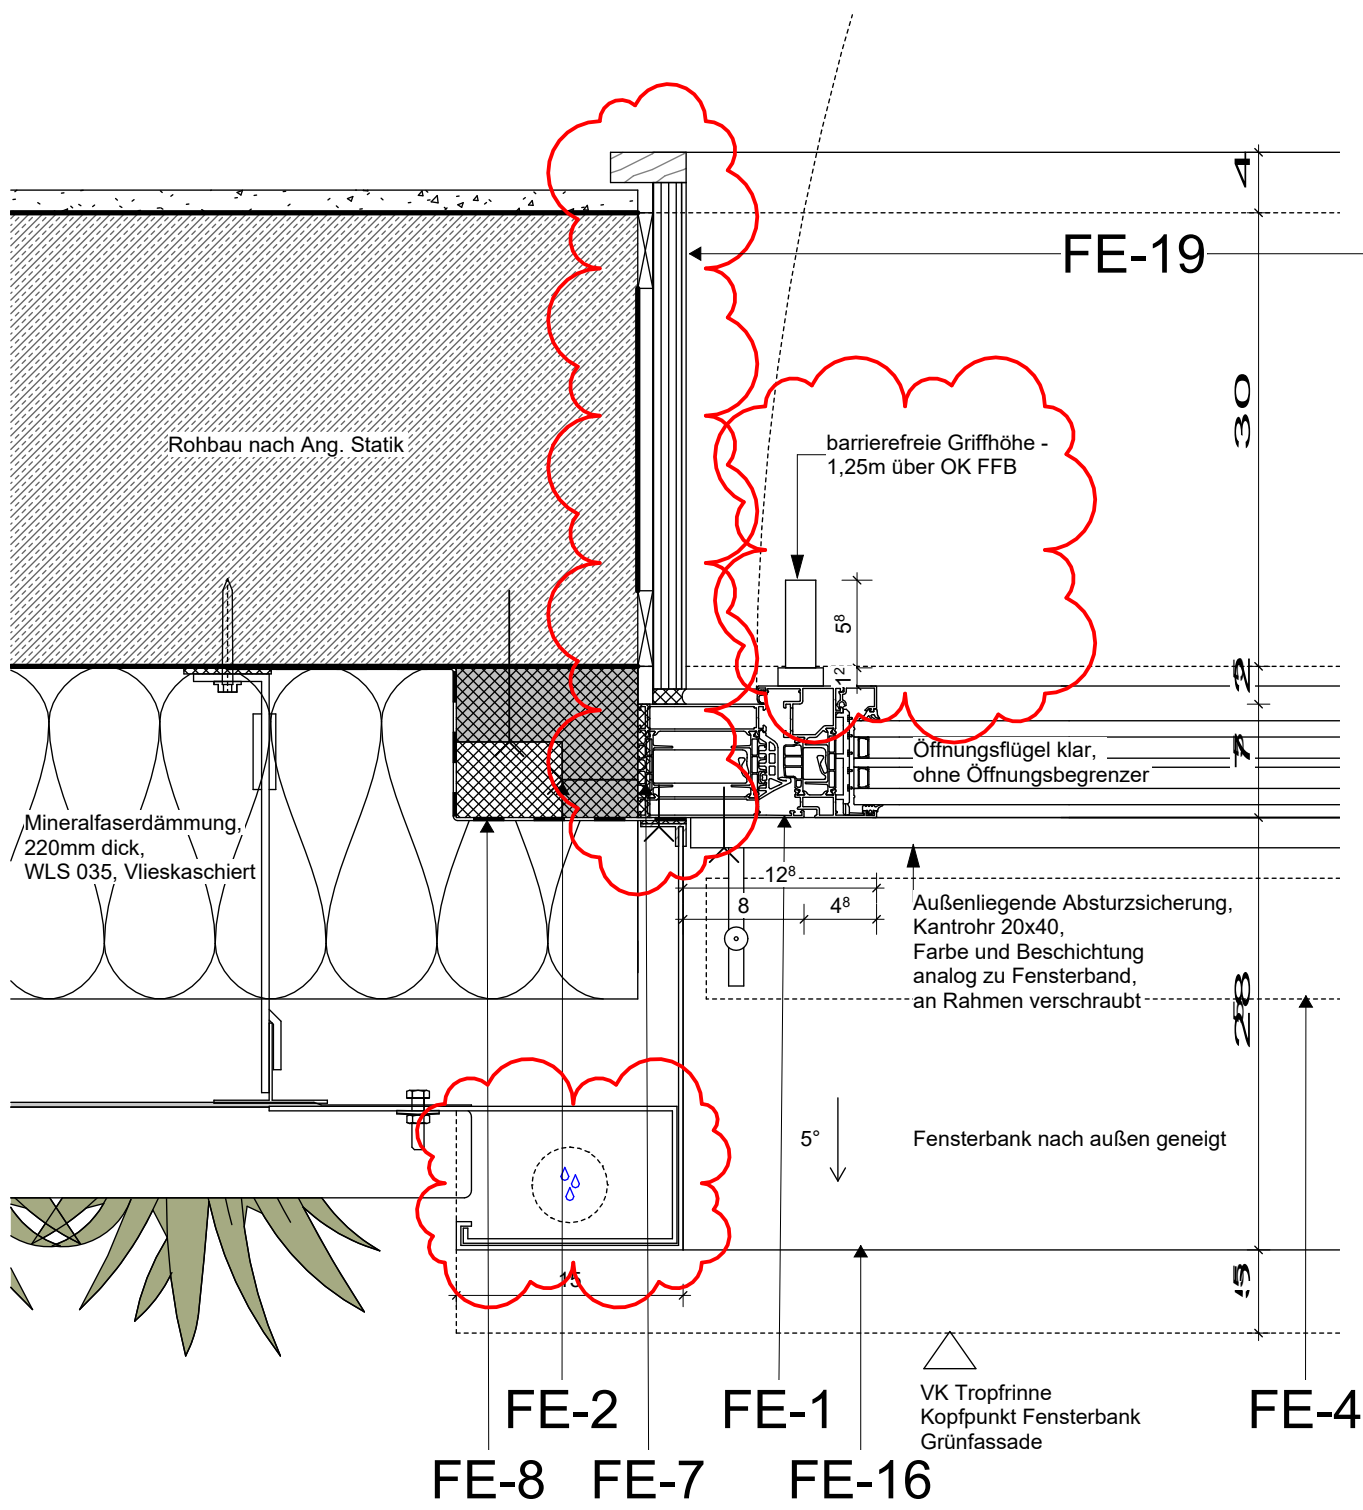 4
FE-19
30
Rohbau nach Ang. Statik
barrierefreie Griffhöhe -
1,25m über OK FFB
5⁸
1²
7
Öffnungsflügel klar,
ohne Öffnungsbegrenzer
Mineralfaserdämmung,
220mm dick,
WLS 035, Vlieskaschiert
12⁸
8
4⁸
Außenliegende Absturzsicherung,
Kantrohr 20x40,
Farbe und Beschichtung
analog zu Fensterband,
an Rahmen verschraubt
5°
Fensterbank nach außen geneigt
15
VK Tropfrinne
Kopfpunkt Fensterbank
Grünfassade
FE-2
FE-1
FE-4
FE-8
FE-7
FE-16